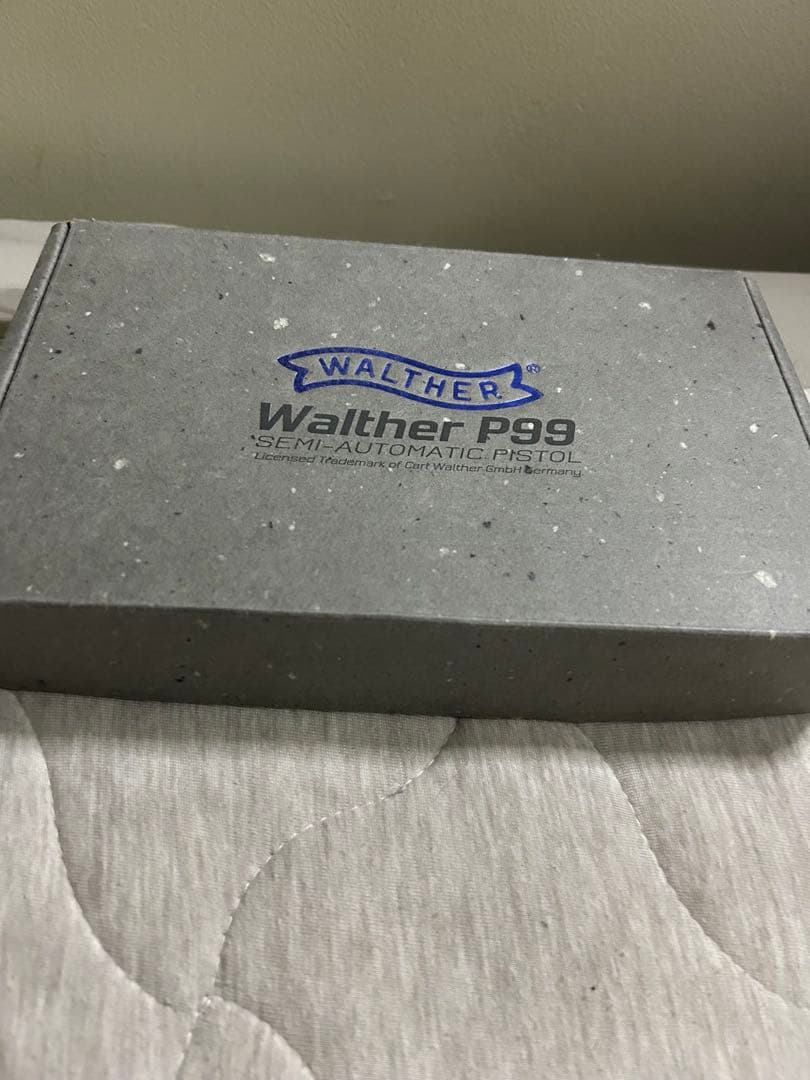 WALTHER®
Walther P99
SEMI-AUTOMATIC PISTOL
Licensed Trademark of Carl Walther GmbH Germany.